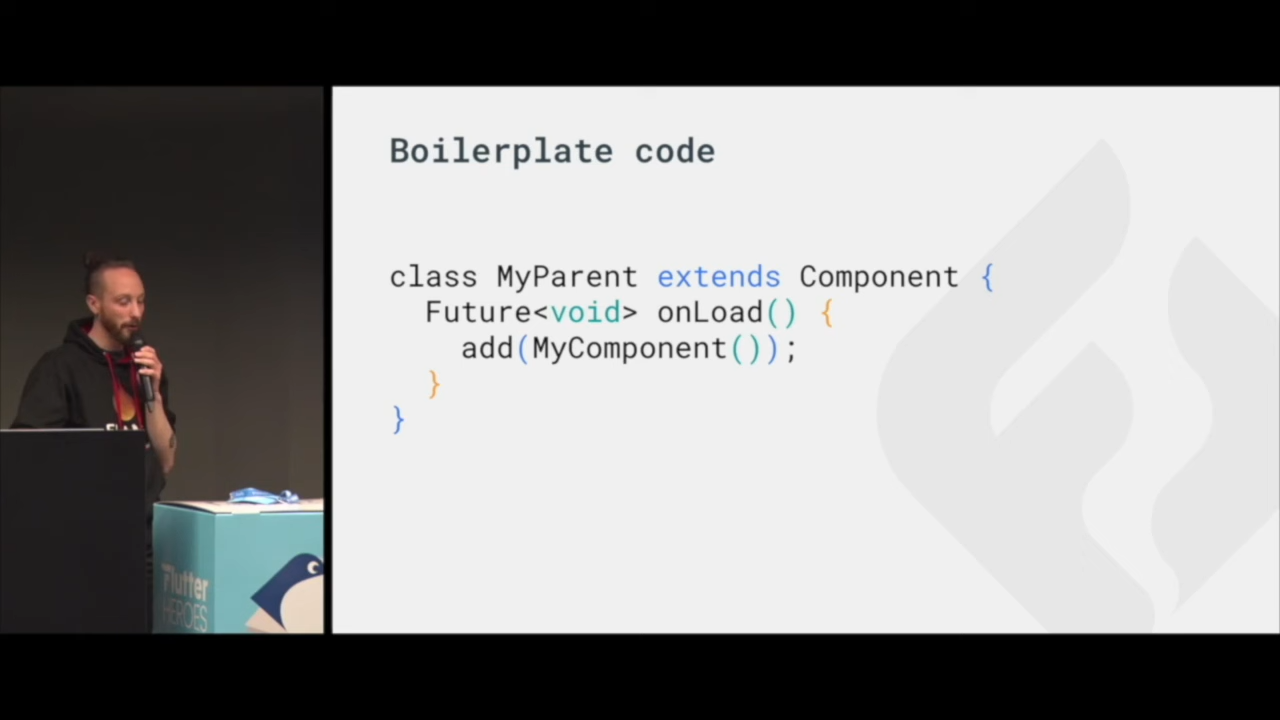 Boilerplate code
class MyParent extends Component {
  Future<void> onLoad() {
    add(MyComponent());
  }
}
Flutter
HEROES